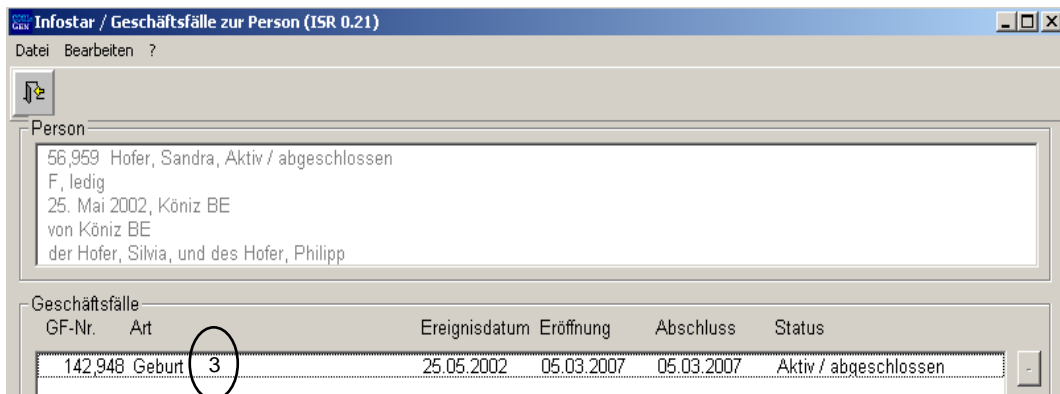 Infostar / Geschäftsfälle zur Person (ISR 0.21)
Datei Bearbeiten ?
Person
56,959 Hofer, Sandra, Aktiv / abgeschlossen
F, ledig
25. Mai 2002, Köniz BE
von Köniz BE
der Hofer, Silvia, und des Hofer, Philipp
Geschäftsfälle
GF-Nr. Art Ereignisdatum Eröffnung Abschluss Status
142,948 Geburt 3 25.05.2002 05.03.2007 05.03.2007 Aktiv / abgeschlossen -